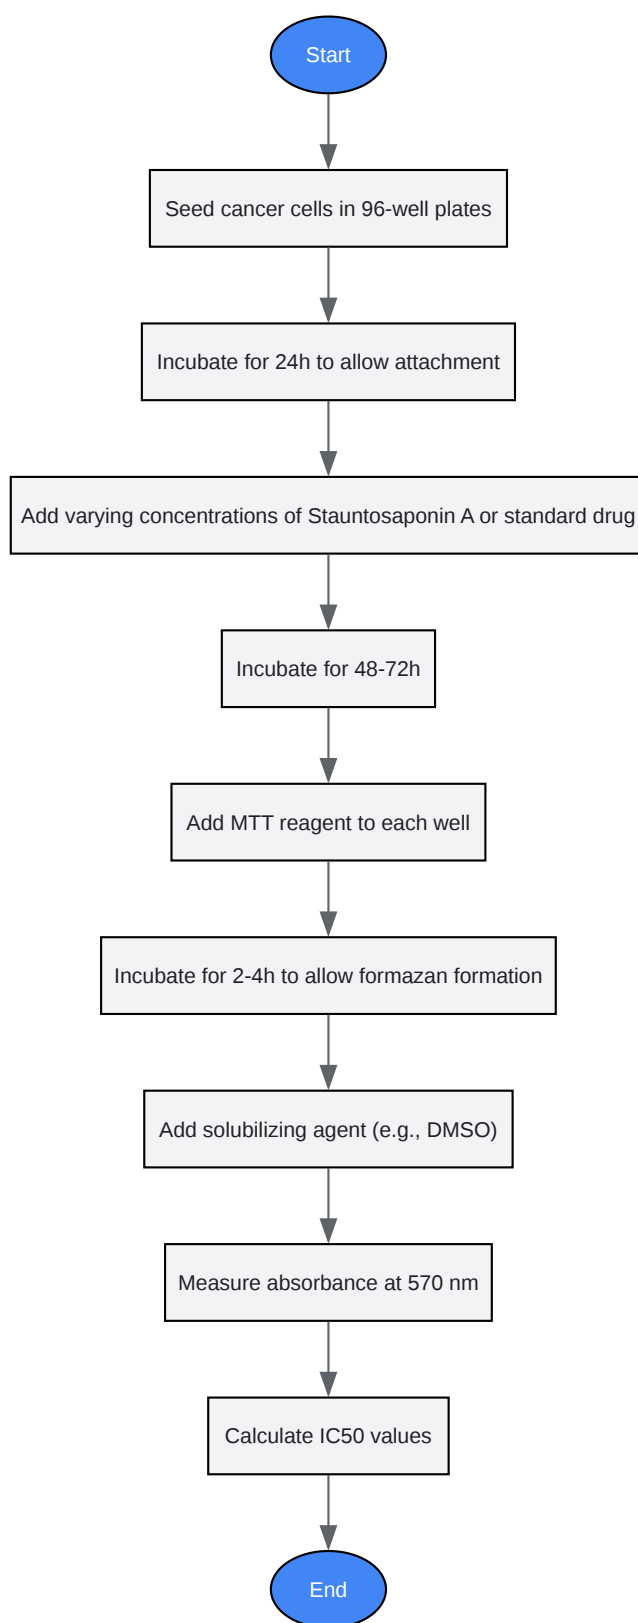 Start
Seed cancer cells in 96-well plates
Incubate for 24h to allow attachment
Add varying concentrations of Stauntosaponin A or standard drug
Incubate for 48-72h
Add MTT reagent to each well
Incubate for 2-4h to allow formazan formation
Add solubilizing agent (e.g., DMSO)
Measure absorbance at 570 nm
Calculate IC50 values
End